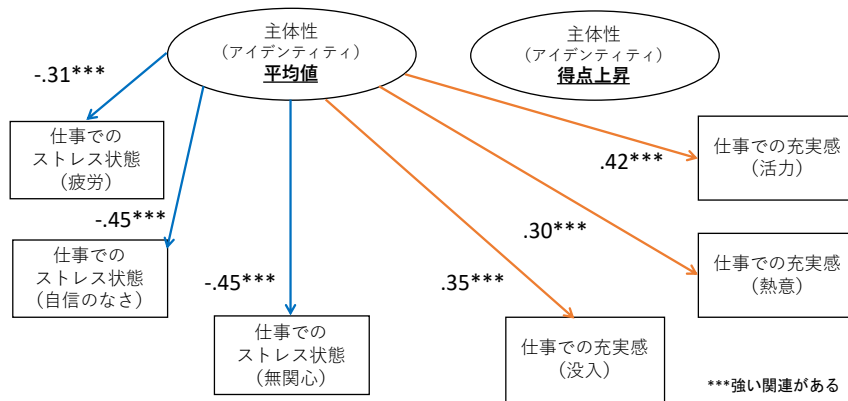 主体性
（アイデンティティ）
平均値
主体性
（アイデンティティ）
得点上昇
-.31***
仕事での
ストレス状態
（疲労）
.42***
仕事での充実感
（活力）
-.45***
仕事での
ストレス状態
（自信のなさ）
.30***
仕事での充実感
（熱意）
-.45***
.35***
仕事での
ストレス状態
（無関心）
仕事での充実感
（没入）
***強い関連がある